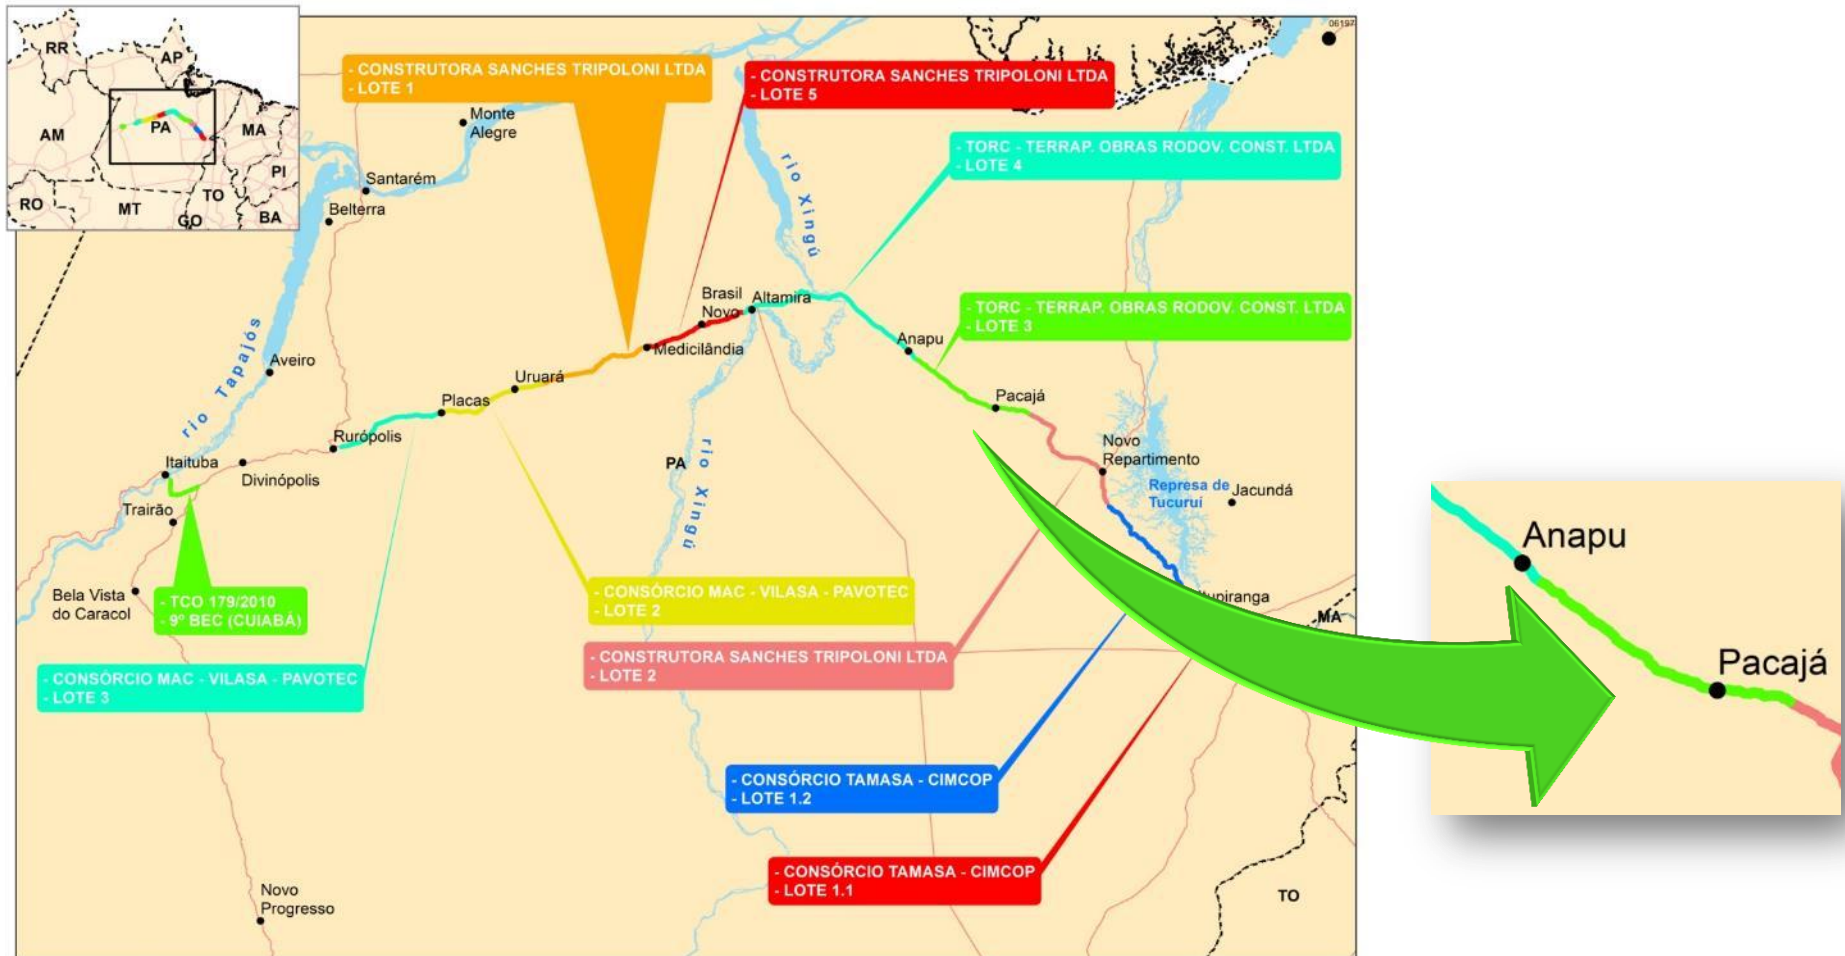 RR
AP
AM
PA
MA
PI
TO
RO
MT
GO
BA
06197
- CONSTRUTORA SANCHES TRIPOLONI LTDA
- LOTE 1
- CONSTRUTORA SANCHES TRIPOLONI LTDA
- LOTE 5
Monte
Alegre
- TORC - TERRAP. OBRAS RODOV. CONST. LTDA
- LOTE 4
Santarém
Belterra
rio Xingú
Brasil
Novo
Altamira
- TORC - TERRAP. OBRAS RODOV. CONST. LTDA
- LOTE 3
rio Tapajós
Aveiro
Medicilândia
Anapu
Uruará
Placas
Pacajá
Rurópolis
Itaituba
Divinópolis
PA
rio Xingú
Novo
Repartimento
Represa de
Tucuruí
Jacundá
Trairão
Anapu
Pacajá
Bela Vista
do Caracol
- TCO 179/2010
- 9º BEC (CUIABÁ)
- CONSÓRCIO MAC - VILASA - PAVOTEC
- LOTE 2
Itupiranga
MA
- CONSTRUTORA SANCHES TRIPOLONI LTDA
- LOTE 2
- CONSÓRCIO MAC - VILASA - PAVOTEC
- LOTE 3
- CONSÓRCIO TAMASA - CIMCOP
- LOTE 1.2
- CONSÓRCIO TAMASA - CIMCOP
- LOTE 1.1
Novo
Progresso
TO